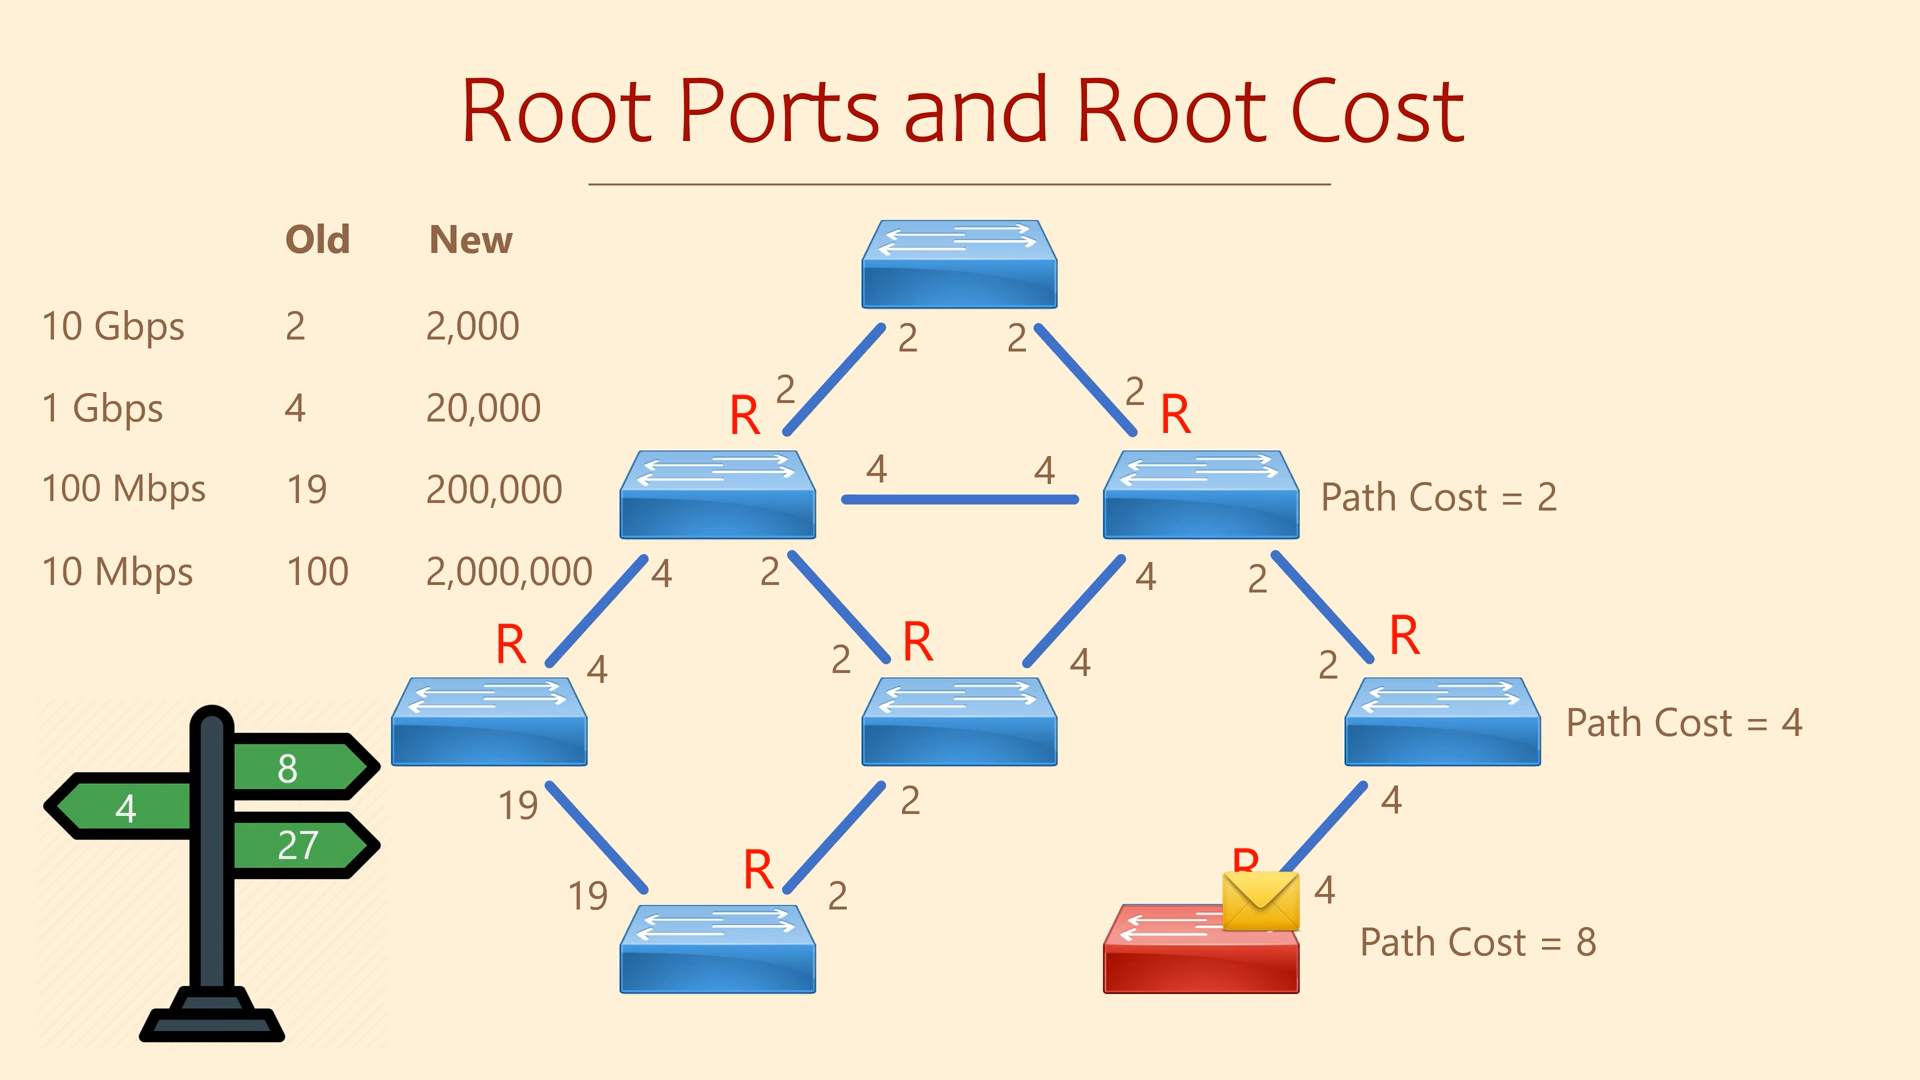 Root Ports and Root Cost
Old New
10 Gbps 2 2,000
1 Gbps 4 20,000
100 Mbps 19 200,000
10 Mbps 100 2,000,000
2 2
2 2
R R
4 4
Path Cost = 2
4 2 4 2
R R R
4 2 4 2
Path Cost = 4
8
4
27
19 2 4
R R
19 2 4
Path Cost = 8